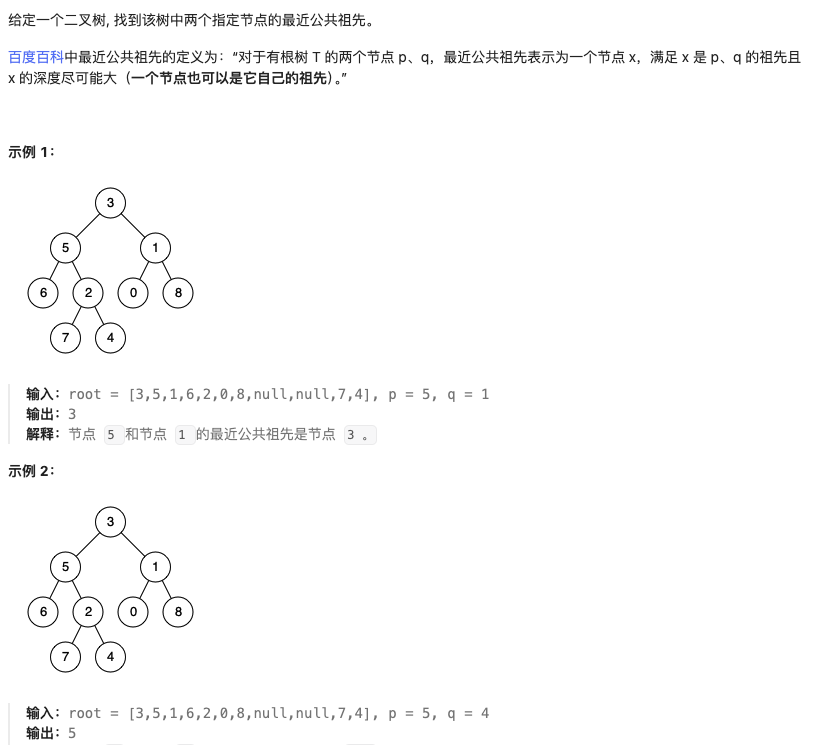 给定一个二叉树, 找到该树中两个指定节点的最近公共祖先。
百度百科中最近公共祖先的定义为：“对于有根树 T 的两个节点 p、q，最近公共祖先表示为一个节点 x，满足 x 是 p、q 的祖先且
x 的深度尽可能大（一个节点也可以是它自己的祖先）。”
示例 1：
3
5 1
6 2 0 8
7 4
输入：root = [3,5,1,6,2,0,8,null,null,7,4], p = 5, q = 1
输出：3
解释：节点 5 和节点 1 的最近公共祖先是节点 3 。
示例 2：
3
5 1
6 2 0 8
7 4
输入：root = [3,5,1,6,2,0,8,null,null,7,4], p = 5, q = 4
输出：5